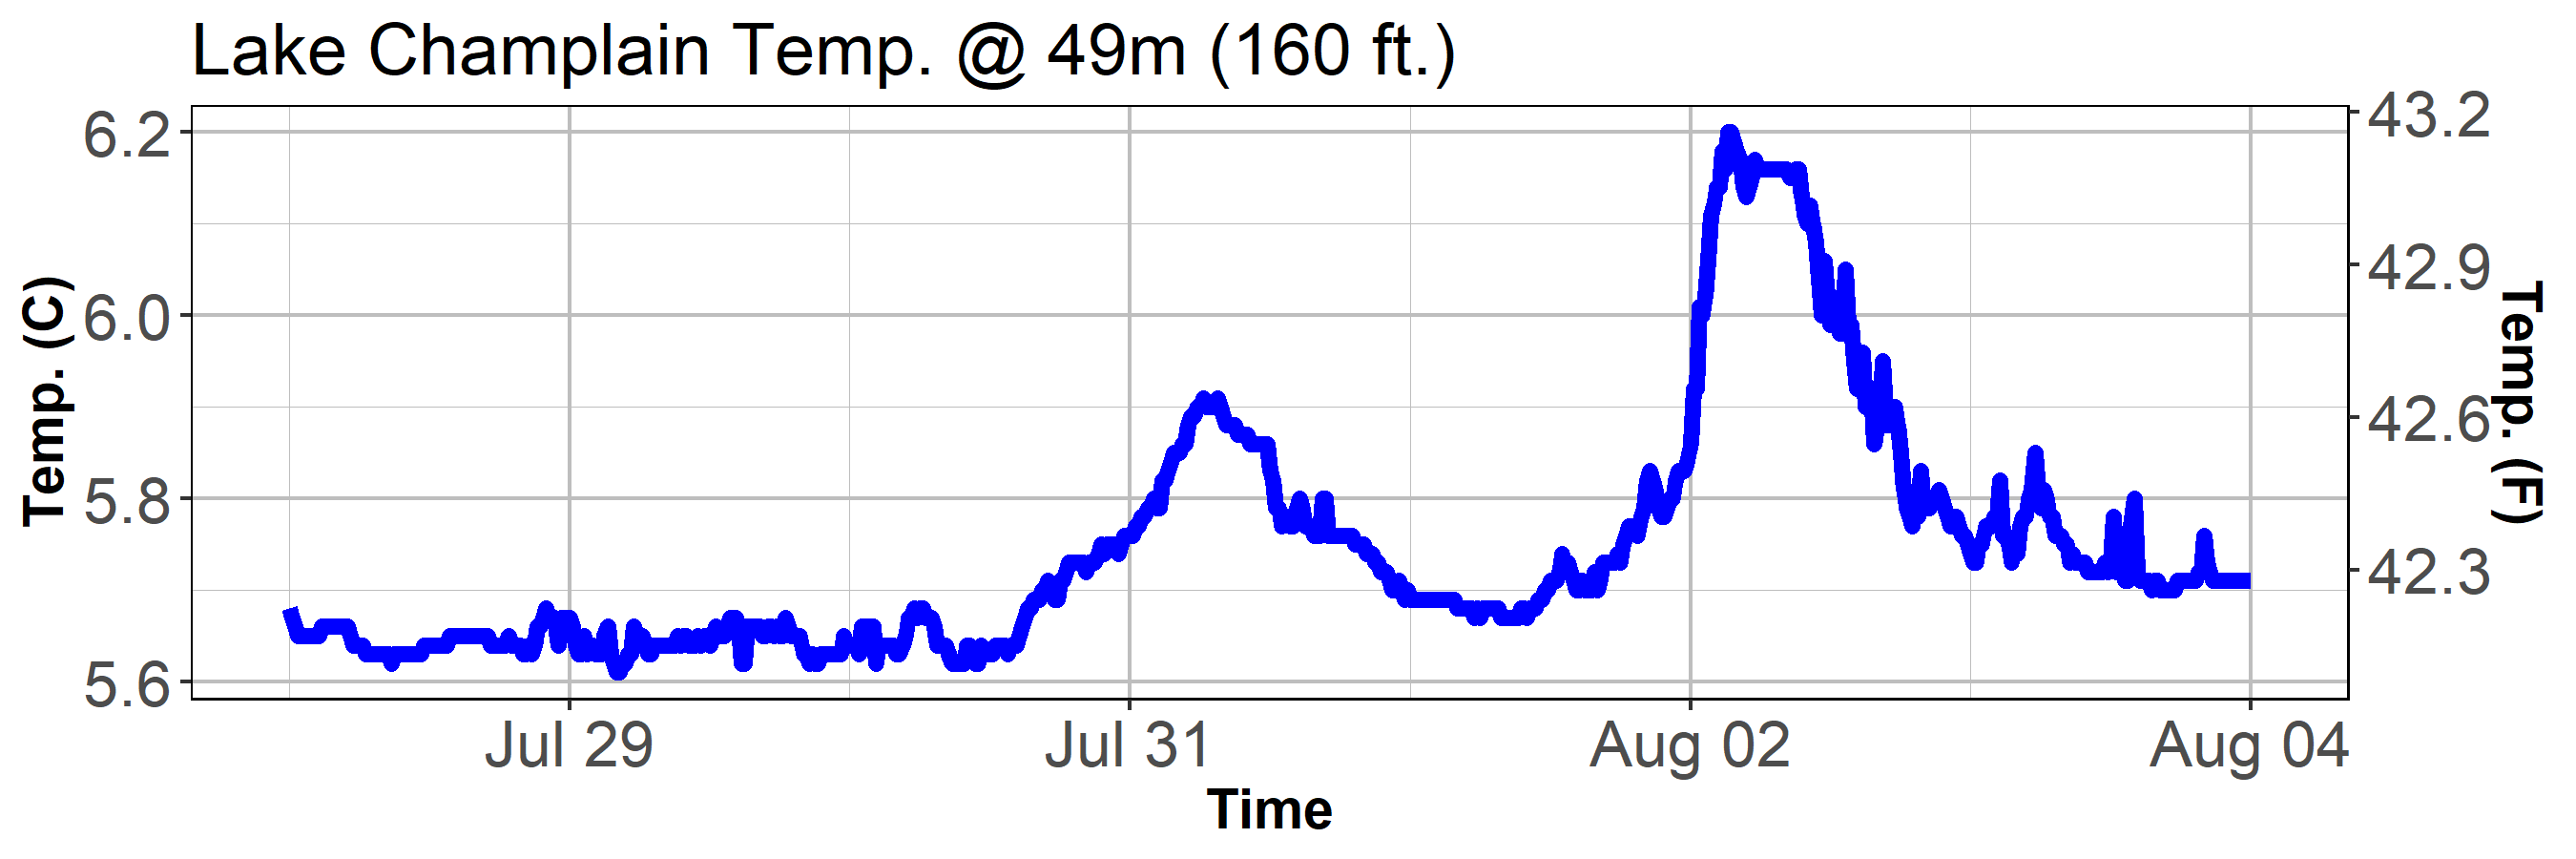 Lake Champlain Temp. @ 49m (160 ft.)
6.2
6.0
5.8
5.6
Temp. (C)
43.2
42.9
42.6
42.3
Temp. (F)
Jul 29
Jul 31
Aug 02
Aug 04
Time